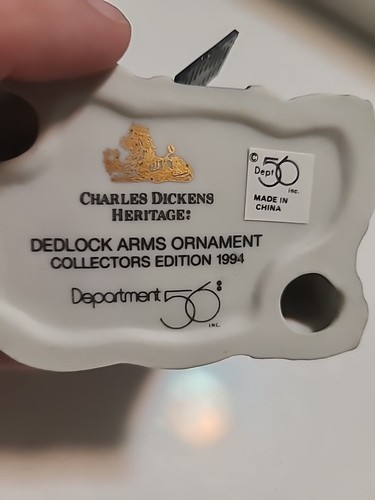 CHARLES DICKENS
HERITAGE:
DEDLOCK ARMS ORNAMENT
COLLECTORS EDITION 1994
Department 56:
INC.
© 56
Dept
inc.
MADE IN
CHINA